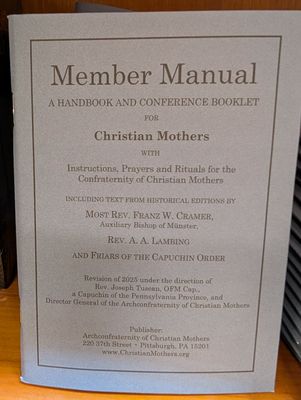 Member Manual
A HANDBOOK AND CONFERENCE BOOKLET
FOR
Christian Mothers
WITH
Instructions, Prayers and Rituals for the
Confraternity of Christian Mothers
INCLUDING TEXT FROM HISTORICAL EDITIONS BY
MOST REV. FRANZ W. CRAMER,
Auxiliary Bishop of Münster,
REV. A. A. LAMBING
AND FRIARS OF THE CAPUCHIN ORDER
Revision of 2025 under the direction of
Rev. Joseph Tuscan, OFM Cap.,
a Capuchin of the Pennsylvania Province, and
Director General of the Archconfraternity of Christian Mothers
Publisher:
Archconfraternity of Christian Mothers
220 37th Street • Pittsburgh, PA 15201
www.ChristianMothers.org